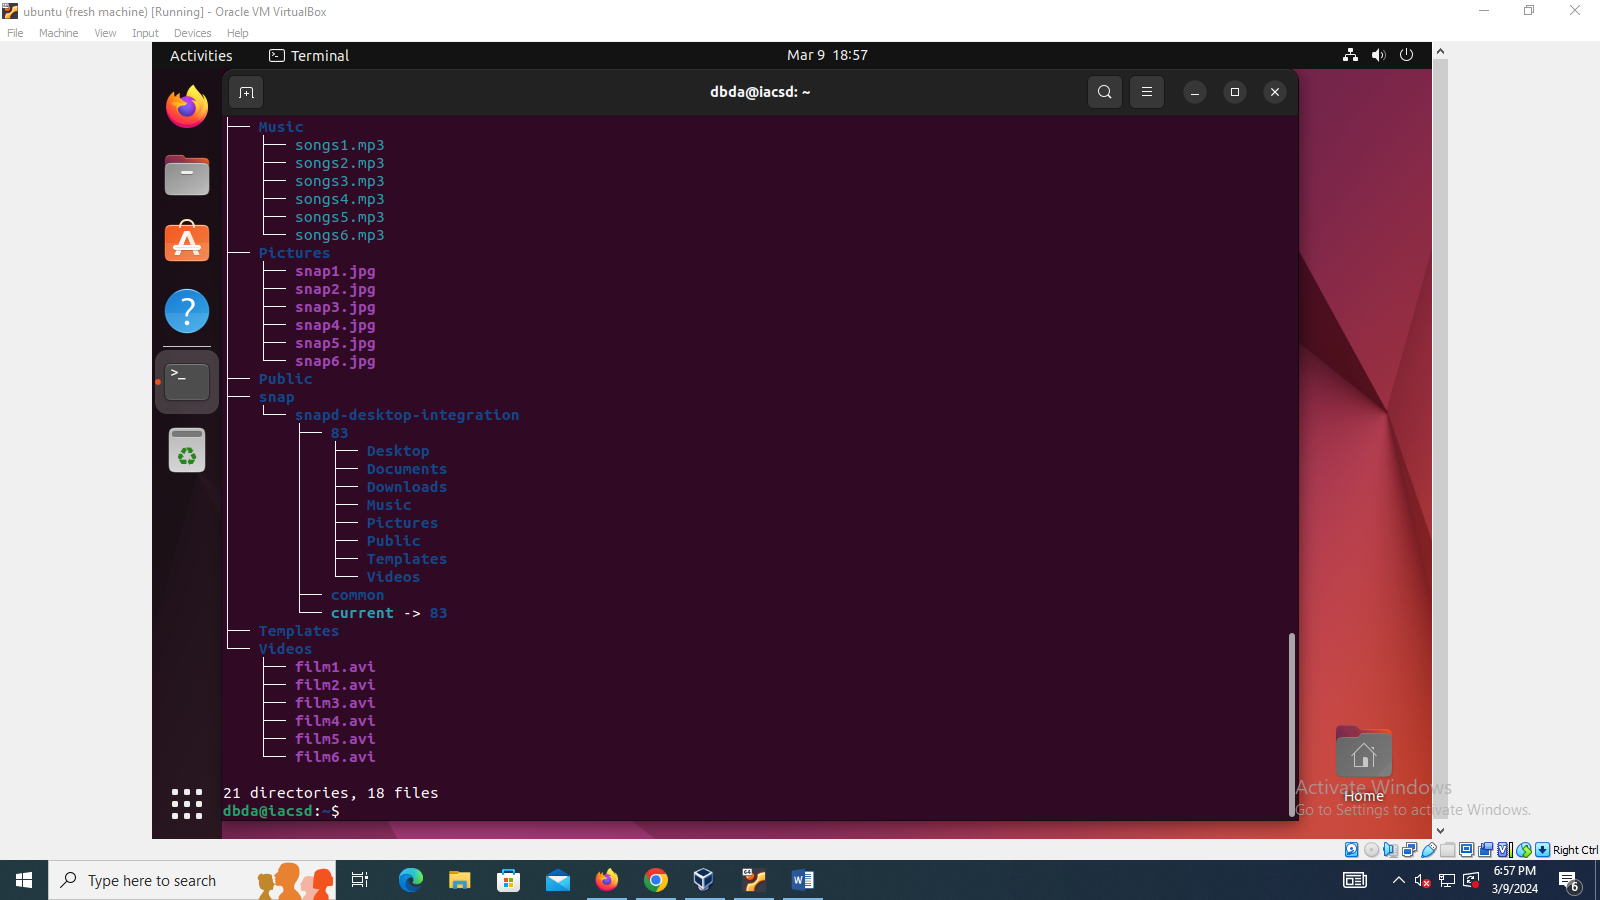 ubuntu (fresh machine) [Running] - Oracle VM VirtualBox
File Machine View Input Devices Help
Activities Terminal Mar 9 18:57
dbda@iacsd: ~
Music
songs1.mp3
songs2.mp3
songs3.mp3
songs4.mp3
songs5.mp3
songs6.mp3
Pictures
snap1.jpg
snap2.jpg
snap3.jpg
snap4.jpg
snap5.jpg
snap6.jpg
Public
snap
snapd-desktop-integration
83
Desktop
Documents
Downloads
Music
Pictures
Public
Templates
Videos
common
current -> 83
Templates
Videos
film1.avi
film2.avi
film3.avi
film4.avi
film5.avi
film6.avi
21 directories, 18 files
dbda@iacsd:~$
Home
Activate Windows
Go to Settings to activate Windows.
Right Ctrl
Type here to search
6:57 PM
3/9/2024
6